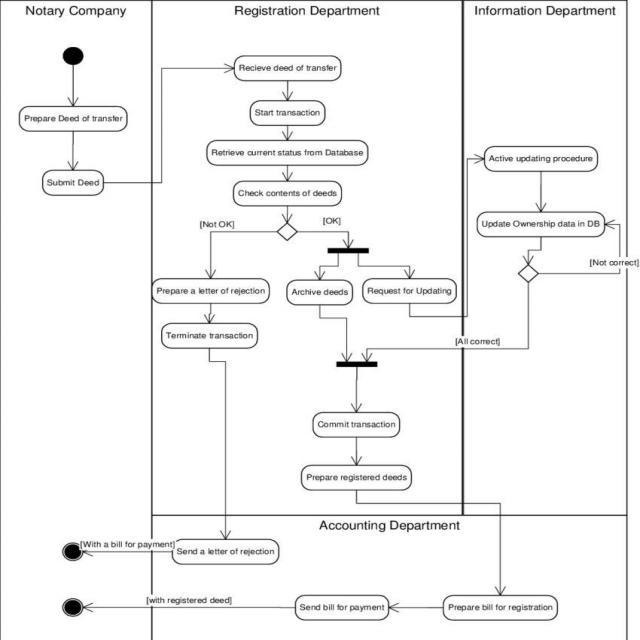 Notary Company
Registration Department
Information Department
Prepare Deed of transfer
Submit Deed
Recieve deed of transfer
Start transaction
Retrieve current status from Database
Check contents of deeds
[Not OK]
[OK]
Prepare a letter of rejection
Terminate transaction
Archive deeds
Request for Updating
Active updating procedure
Update Ownership data in DB
[Not correct]
[All correct]
Commit transaction
Prepare registered deeds
Accounting Department
[With a bill for payment]
Send a letter of rejection
[with registered deed]
Send bill for payment
Prepare bill for registration